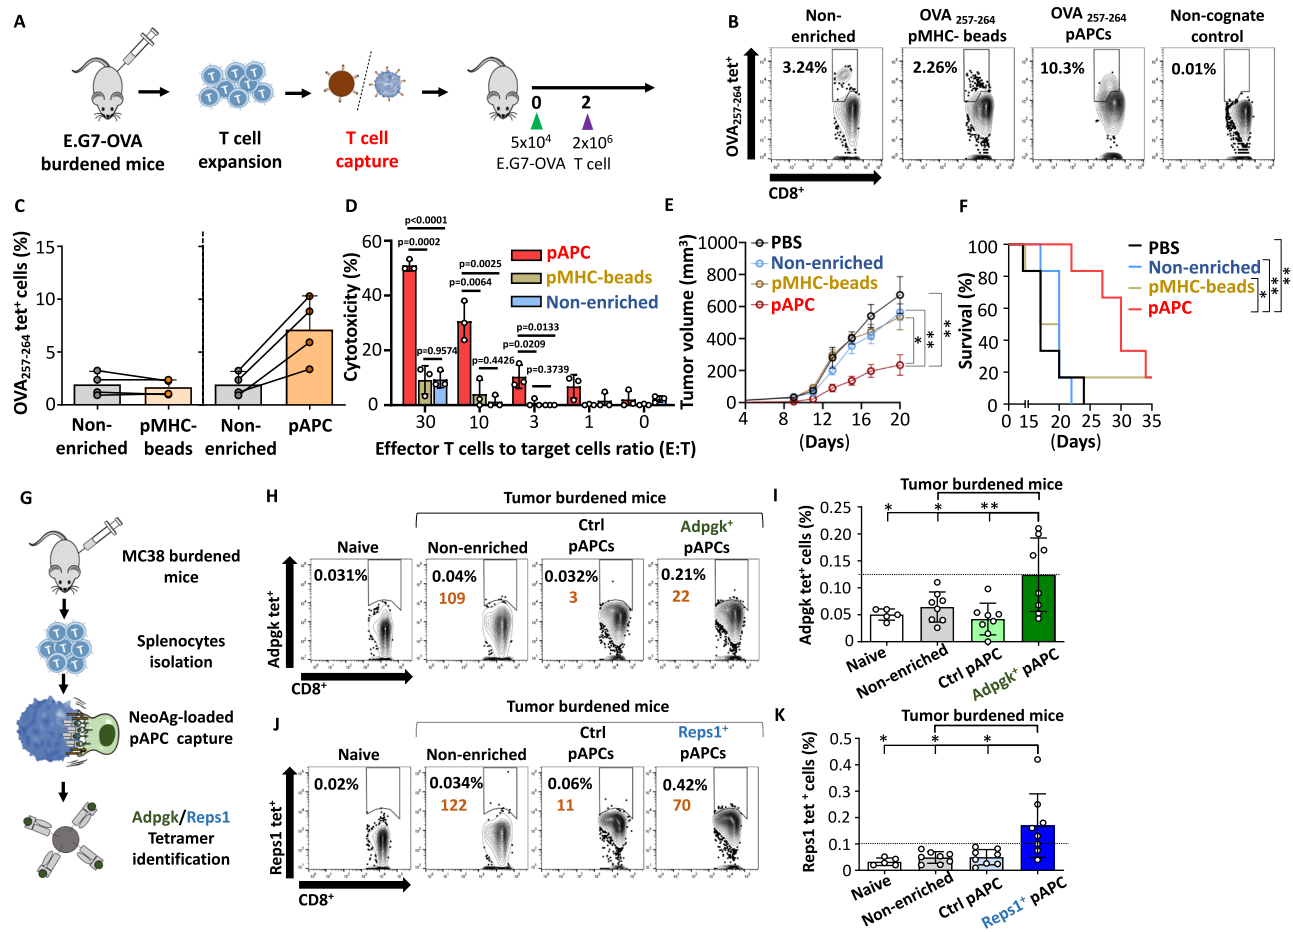 A
E.G7-OVA
burdened mice
T cell
expansion
T cell
capture
0
2
5x10⁴
2x10⁶
E.G7-OVA
T cell
B
Non-
enriched
OVA 257-264
pMHC- beads
OVA 257-264
pAPCs
Non-cognate
control
3.24%
2.26%
10.3%
0.01%
OVA257-264 tet⁺
CD8⁺
C
OVA257-264 tet⁺ cells (%)
15
10
5
0
Non-
enriched
pMHC-
beads
Non-
enriched
pAPC
D
Cytotoxicity (%)
60
40
20
0
p<0.0001
p=0.0002
p=0.9574
p=0.0025
p=0.0064
p=0.4426
p=0.0133
p=0.0209
p=0.3739
pAPC
pMHC-beads
Non-enriched
30
10
3
1
0
Effector T cells to target cells ratio (E:T)
E
Tumor volume (mm³)
1000
800
600
400
200
0
PBS
Non-enriched
pMHC-beads
pAPC
*
**
**
4
8
12
16
20
(Days)
F
Survival (%)
100
80
60
40
20
0
PBS
Non-enriched
pMHC-beads
pAPC
*
**
**
0
15
20
25
30
35
(Days)
G
MC38 burdened
mice
Splenocytes
isolation
NeoAg-loaded
pAPC capture
Adpgk/Reps1
Tetramer
identification
H
Tumor burdened mice
Naive
Non-enriched
Ctrl
pAPCs
Adpgk⁺
pAPCs
0.031%
0.04%
109
0.032%
3
0.21%
22
Adpgk tet⁺
CD8⁺
I
Tumor burdened mice
*
*
**
Adpgk tet⁺ cells (%)
0.25
0.20
0.15
0.10
0.05
0
Naive
Non-enriched
Ctrl pAPC
Adpgk⁺ pAPC
J
Tumor burdened mice
Naive
Non-enriched
Ctrl
pAPCs
Reps1⁺
pAPCs
0.02%
0.034%
122
0.06%
11
0.42%
70
Reps1 tet⁺
CD8⁺
K
Tumor burdened mice
*
*
*
Reps1 tet ⁺ cells (%)
0.5
0.4
0.3
0.2
0.1
0
Naive
Non-enriched
Ctrl pAPC
Reps1⁺ pAPC